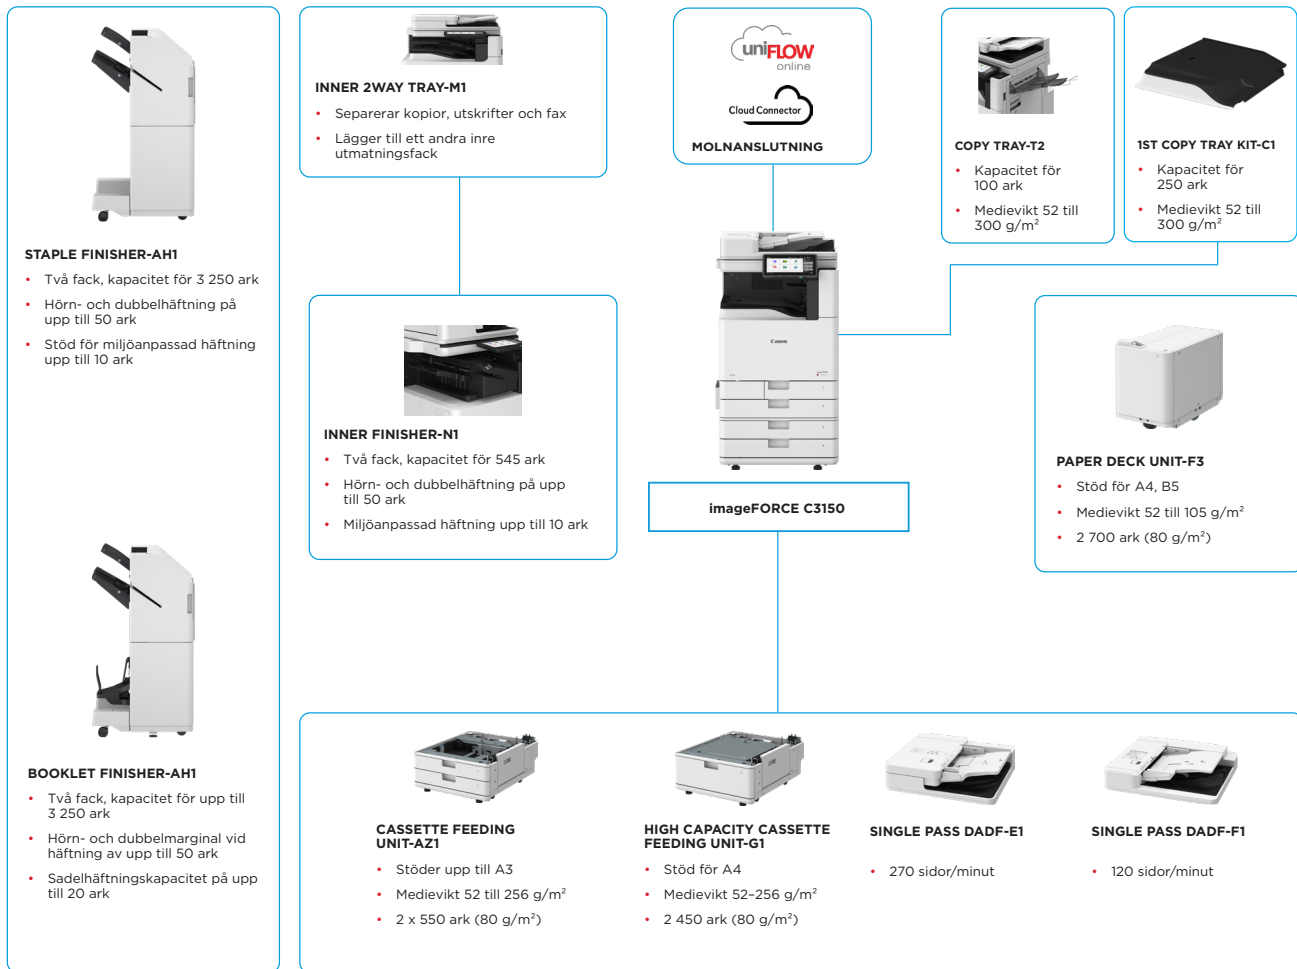 STAPLE FINISHER-AH1
• Två fack, kapacitet för 3 250 ark
• Hörn- och dubbelhäftning på
upp till 50 ark
• Stöd för miljöanpassad häftning
upp till 10 ark
BOOKLET FINISHER-AH1
• Två fack, kapacitet för upp till
3 250 ark
• Hörn- och dubbelmarginal vid
häftning av upp till 50 ark
• Sadelhäftningskapacitet på upp
till 20 ark
INNER 2WAY TRAY-M1
• Separerar kopior, utskrifter och fax
• Lägger till ett andra inre
utmatningsfack
INNER FINISHER-N1
• Två fack, kapacitet för 545 ark
• Hörn- och dubbelhäftning på upp
till 50 ark
• Miljöanpassad häftning upp till 10 ark
uniFLOW
online
Cloud Connector
MOLNANSLUTNING
Canon
imageFORCE C3150
COPY TRAY-T2
• Kapacitet för
100 ark
• Medievikt 52 till
300 g/m²
1ST COPY TRAY KIT-C1
• Kapacitet för
250 ark
• Medievikt 52 till
300 g/m²
PAPER DECK UNIT-F3
• Stöd för A4, B5
• Medievikt 52 till 105 g/m²
• 2 700 ark (80 g/m²)
CASSETTE FEEDING
UNIT-AZ1
• Stöder upp till A3
• Medievikt 52 till 256 g/m²
• 2 x 550 ark (80 g/m²)
HIGH CAPACITY CASSETTE
FEEDING UNIT-G1
• Stöd för A4
• Medievikt 52–256 g/m²
• 2 450 ark (80 g/m²)
SINGLE PASS DADF-E1
• 270 sidor/minut
SINGLE PASS DADF-F1
• 120 sidor/minut